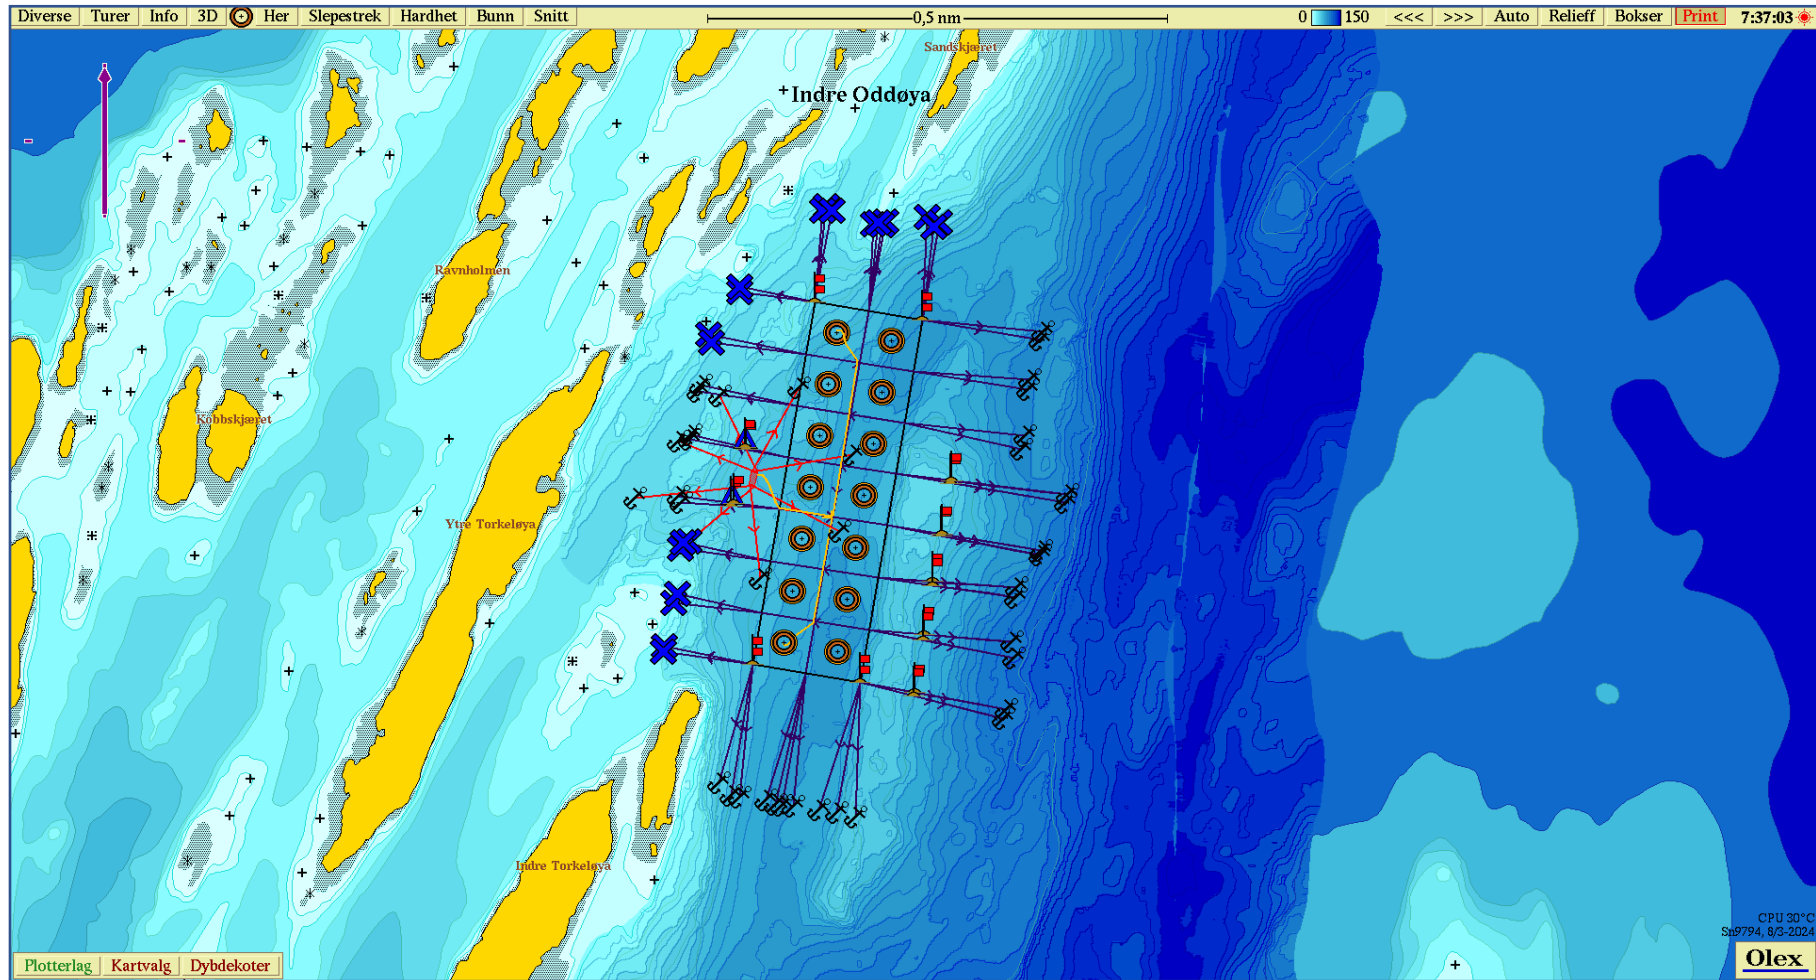 Diverse Turer Info 3D Her Slepestrek Hardhet Bunn Snitt 0,5 nm 0 150 <<< >>> Auto Relieff Bokser Print 7:37:03
Sandskjæret
Indre Oddøya
Ravnholmen
Kobbskjæret
Ytre Torkeløya
Indre Torkeløya
CPU 30°C
Sn9794, 8/3-2024
Plotterlag Kartvalg Dybdekoter
Olex